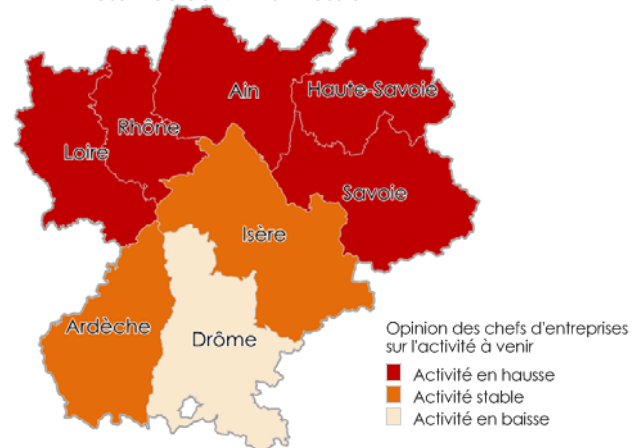 Ain
Haute-Savoie
Rhône
Loire
Savoie
Isère
Ardèche
Drôme
Opinion des chefs d'entreprises
sur l'activité à venir
Activité en hausse
Activité stable
Activité en baisse